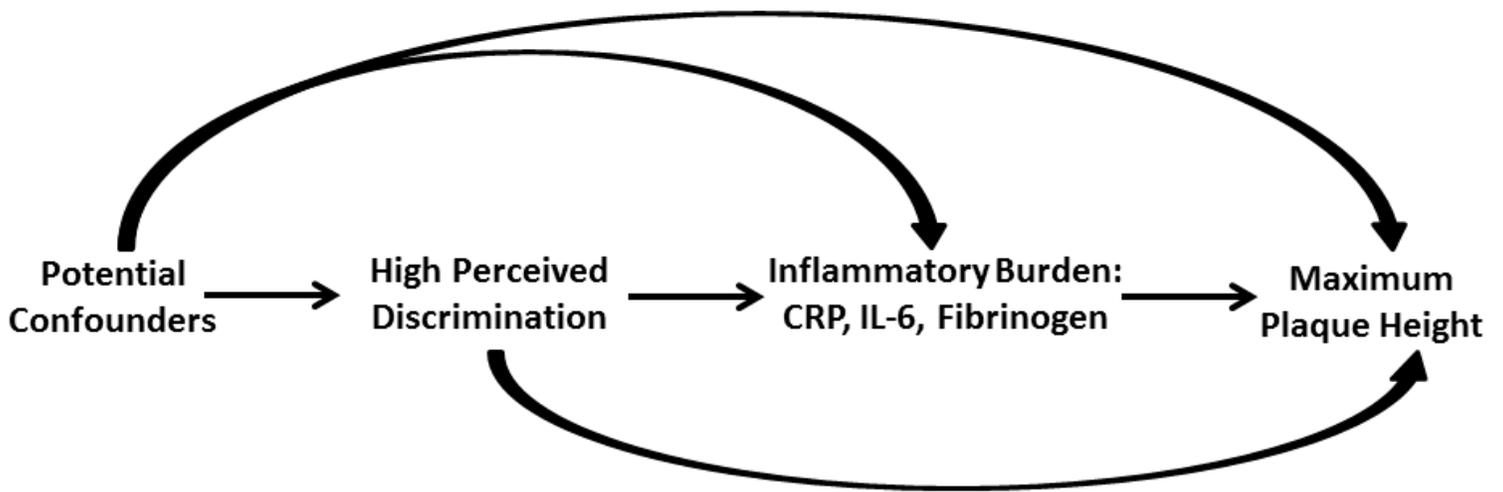 Potential
Confounders
High Perceived
Discrimination
Inflammatory Burden:
CRP, IL-6, Fibrinogen
Maximum
Plaque Height